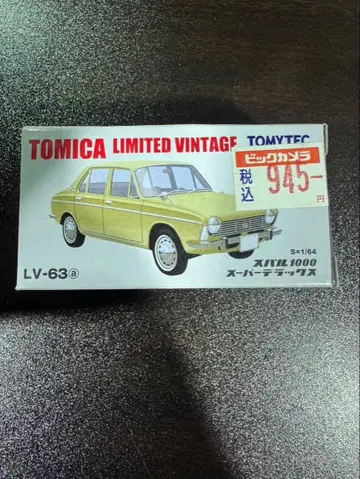 TOMICA LIMITED VINTAGE TOMYTEC
ビックカメラ
税込 945-円
S=1/64
LV-63ⓐ
スバル1000
スーパーデラックス